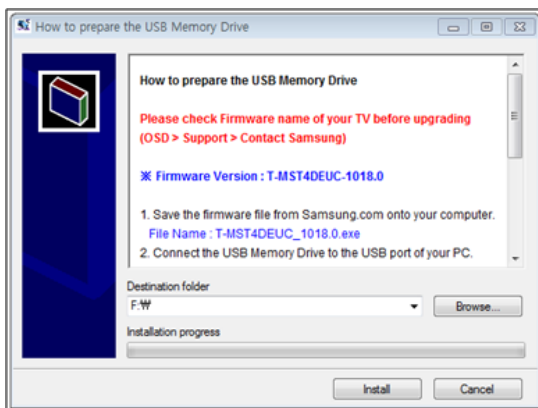 How to prepare the USB Memory Drive
How to prepare the USB Memory Drive
Please check Firmware name of your TV before upgrading
(OSD > Support > Contact Samsung)
※ Firmware Version : T-MST4DEUC-1018.0
1. Save the firmware file from Samsung.com onto your computer.
File Name : T-MST4DEUC_1018.0.exe
2. Connect the USB Memory Drive to the USB port of your PC.
Destination folder
F:₩
Browse...
Installation progress
Install
Cancel